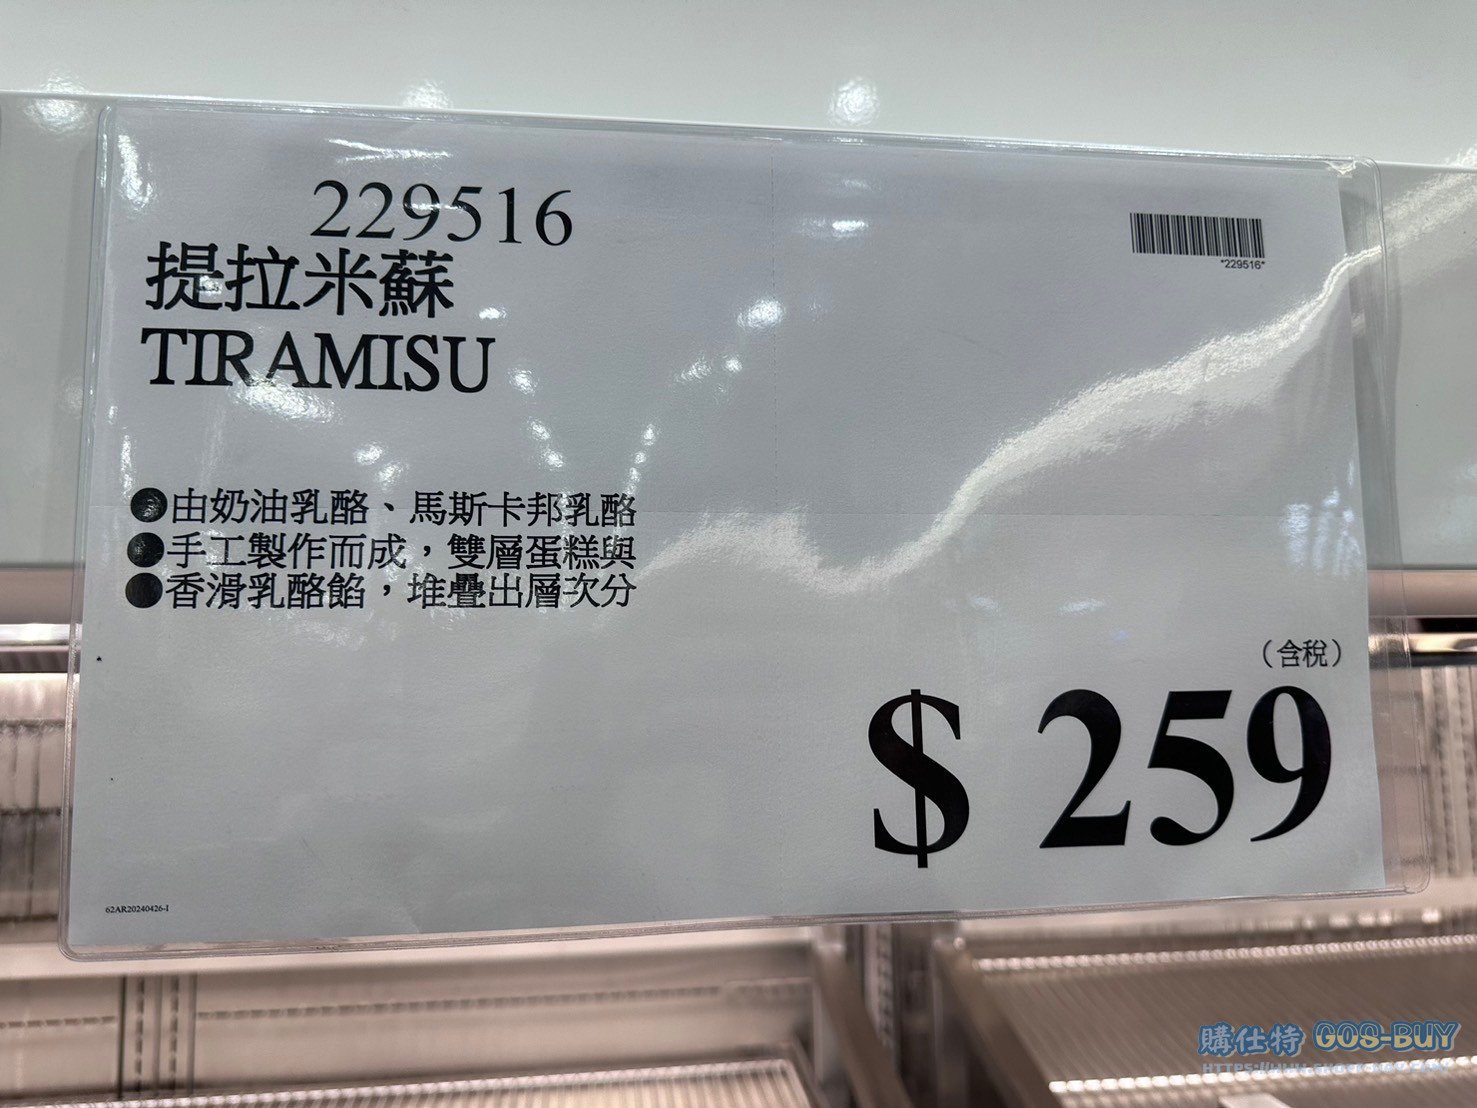 229516
提拉米蘇
TIRAMISU
*229516*
●由奶油乳酪、馬斯卡邦乳酪
●手工製作而成，雙層蛋糕與
●香滑乳酪餡，堆疊出層次分
（含稅）
$ 259
62AR20240426-1
購仕特 GOS-BUY